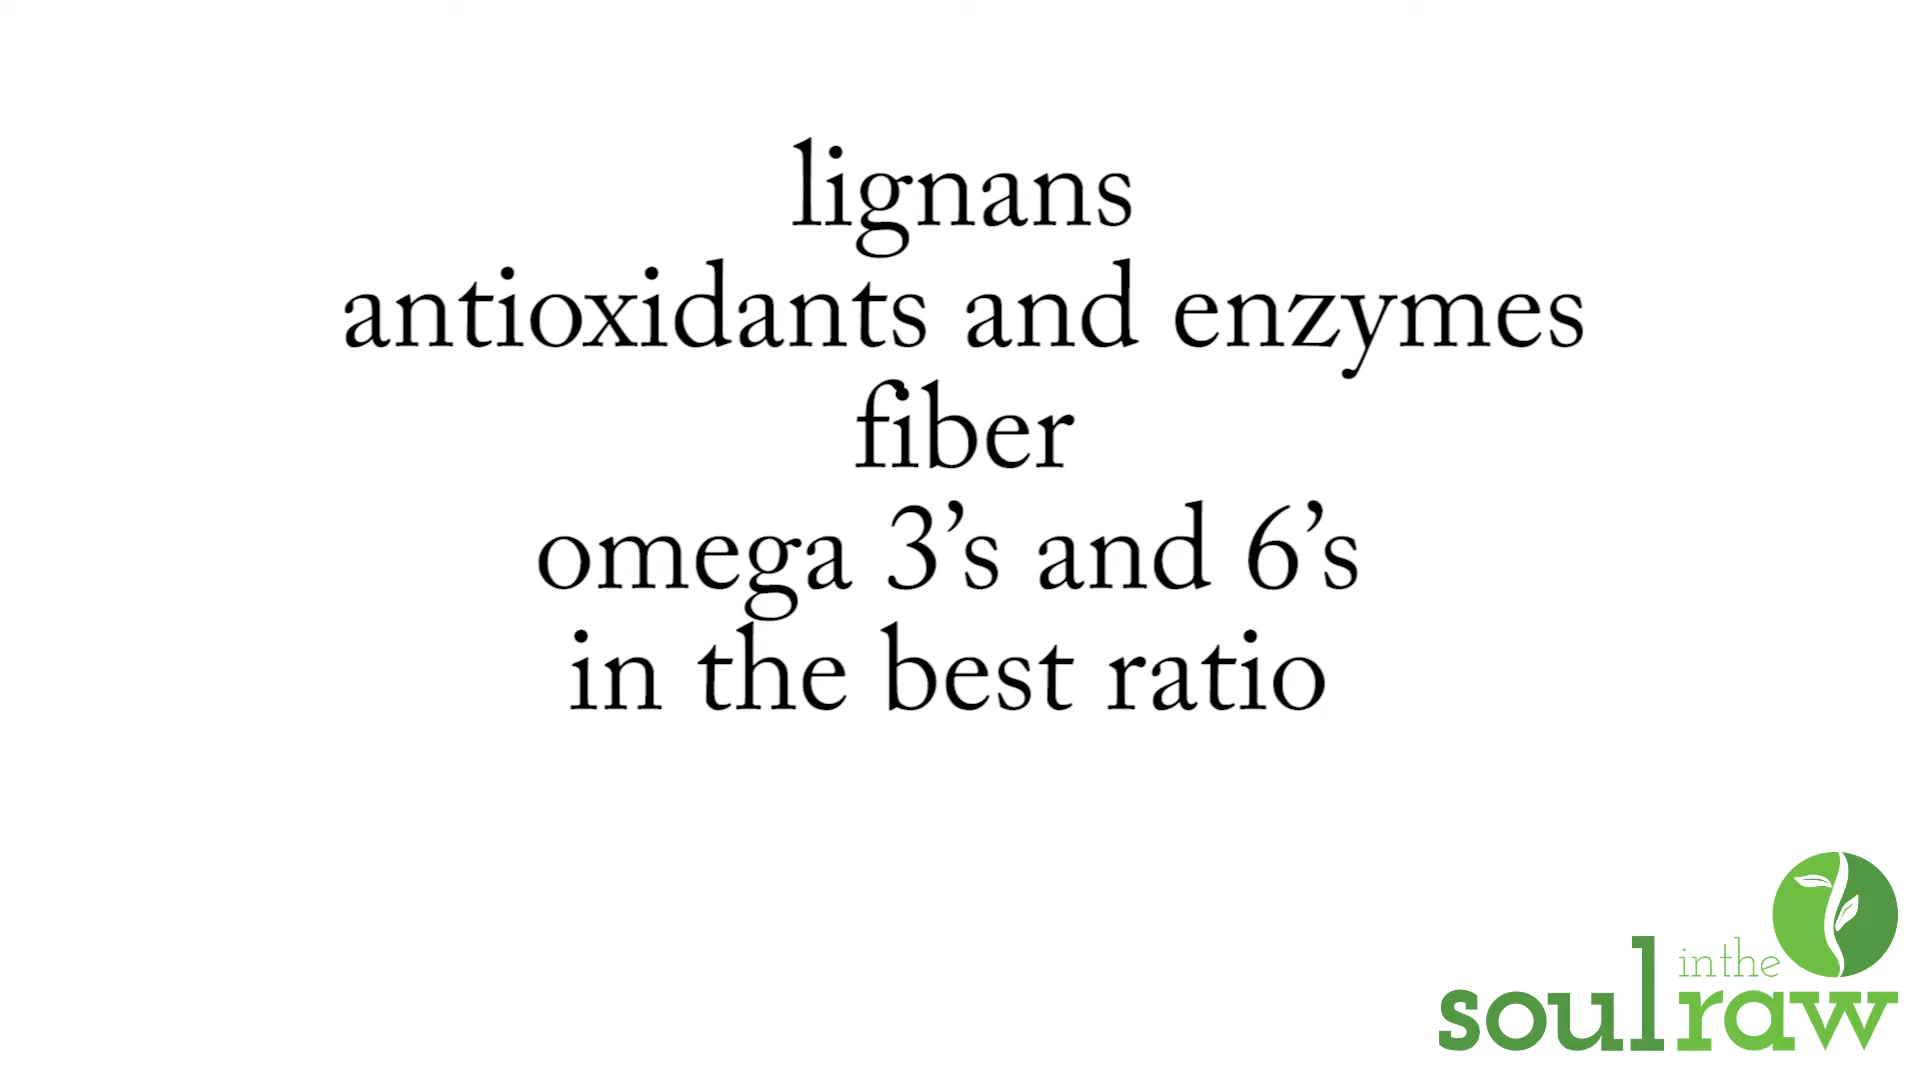 lignans
antioxidants and enzymes
fiber
omega 3’s and 6’s
in the best ratio
soul in the raw